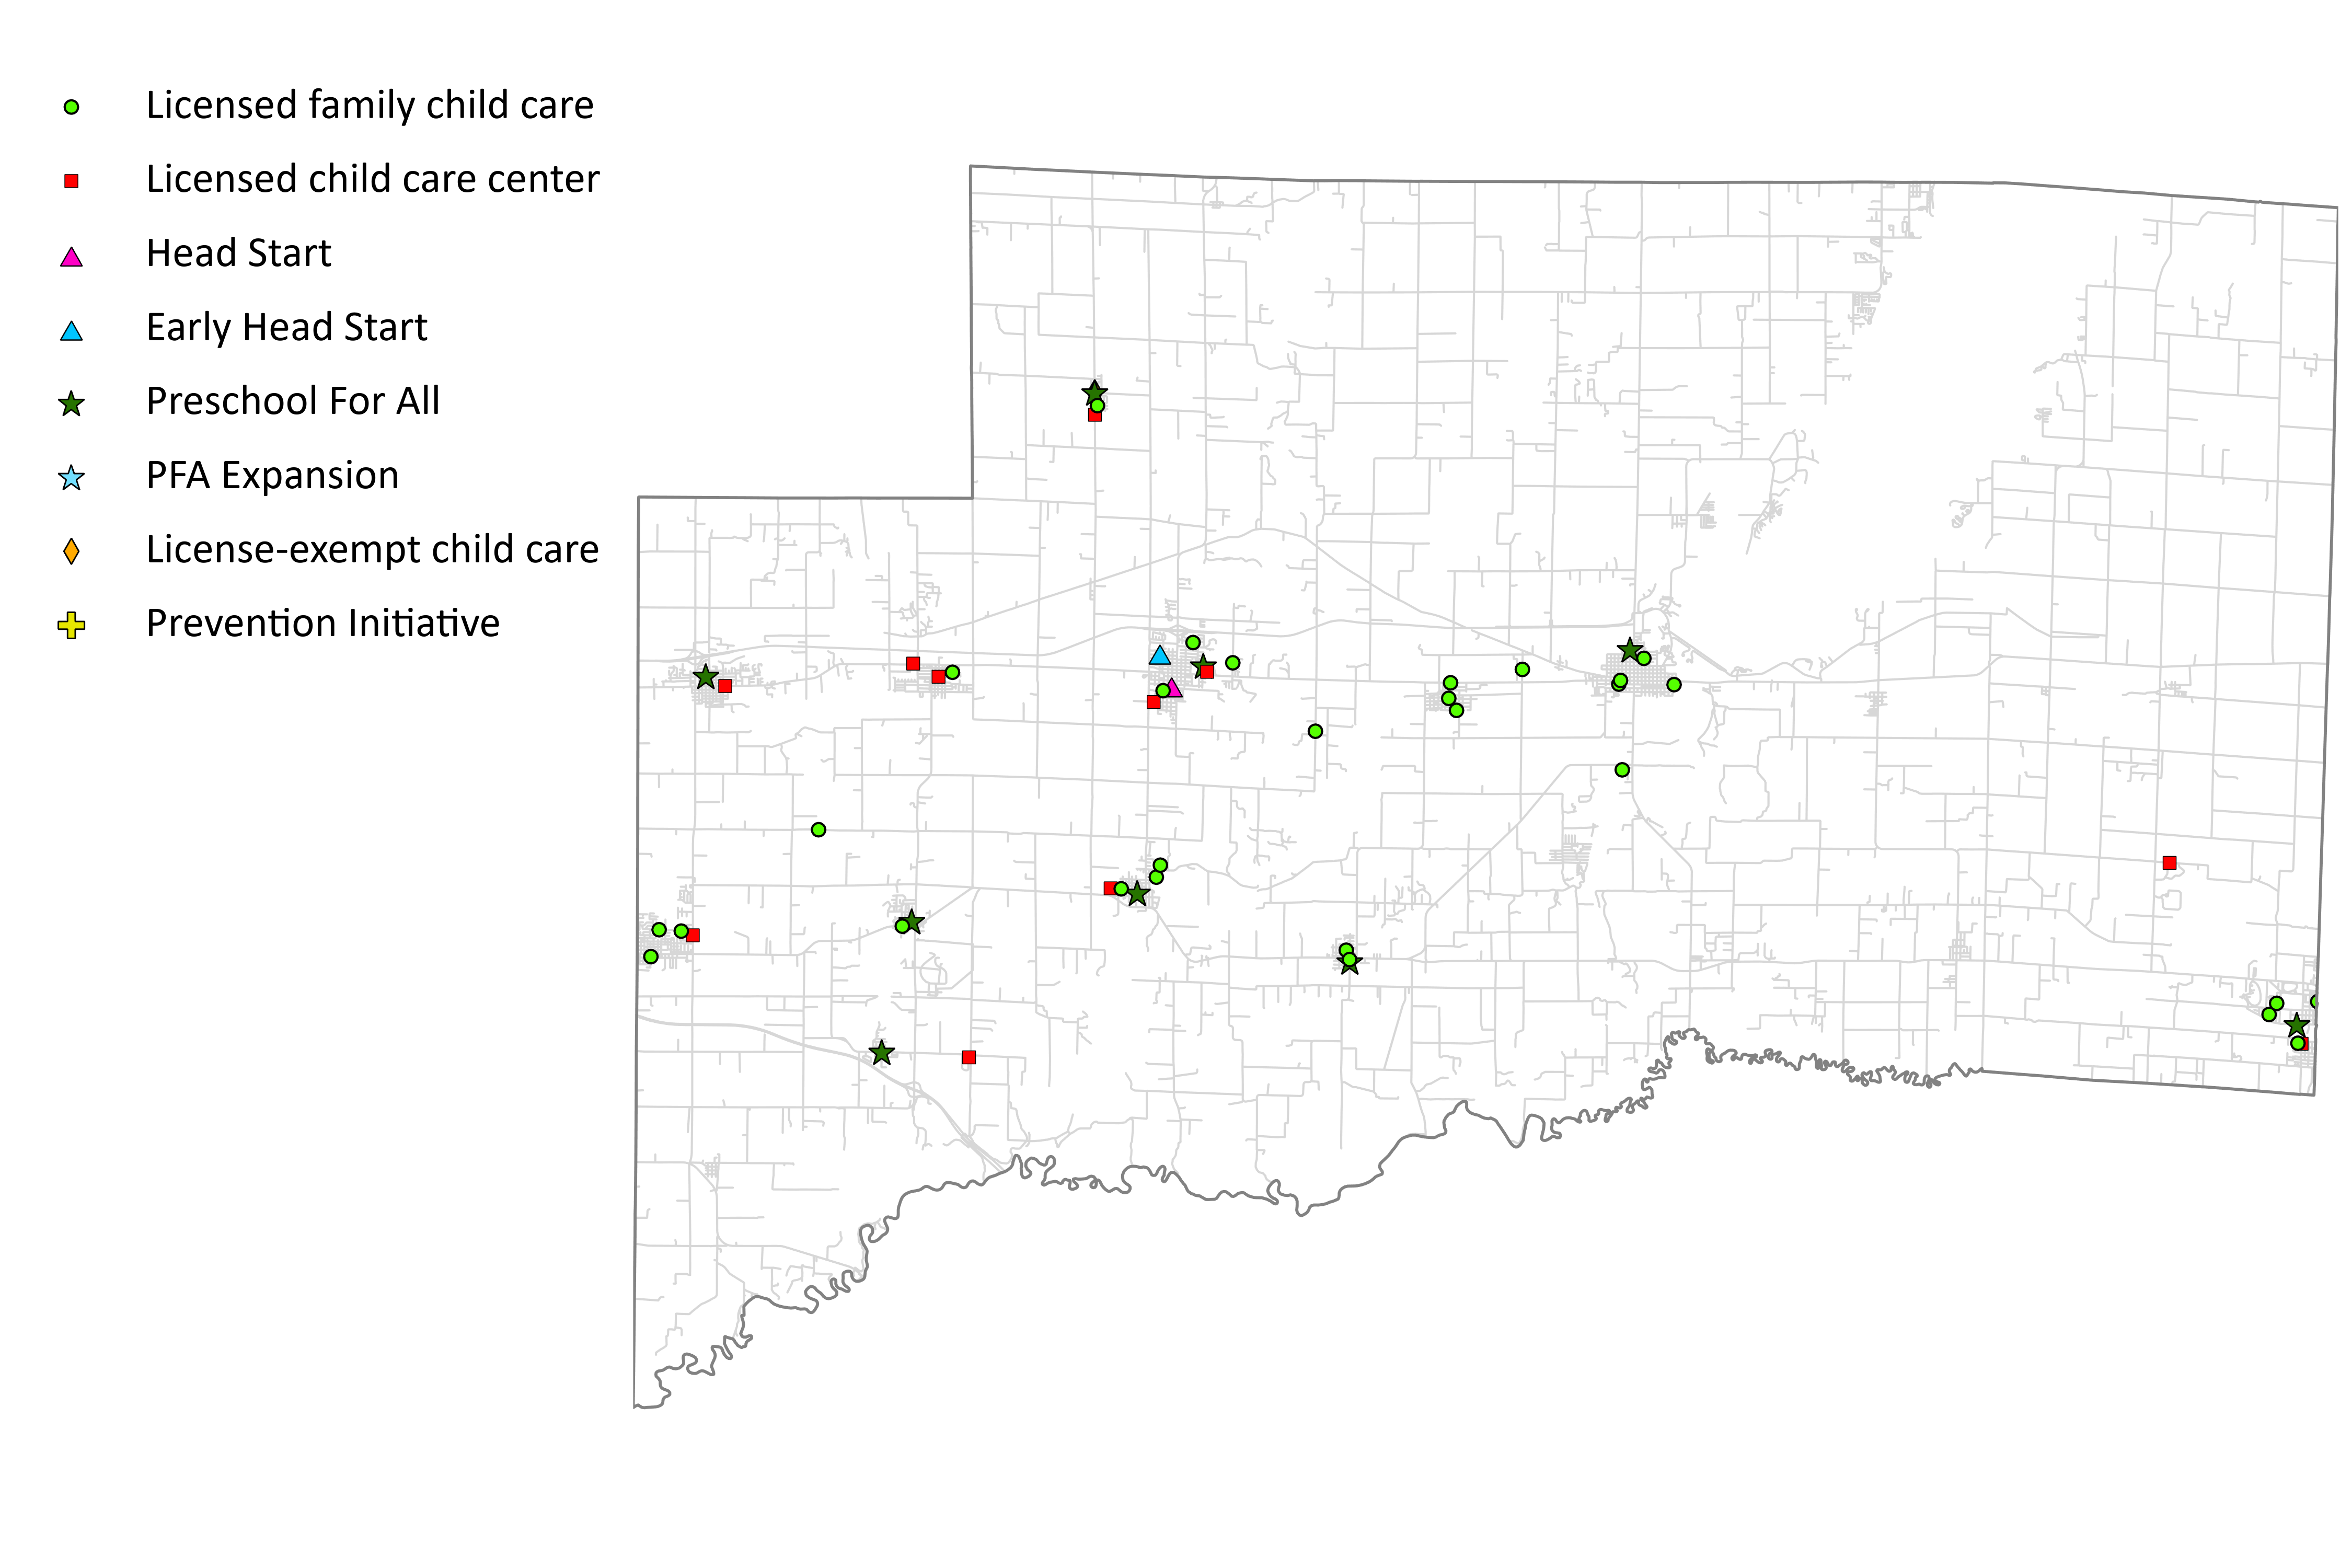 Licensed family child care
Licensed child care center
Head Start
Early Head Start
Preschool For All
PFA Expansion
License-exempt child care
Prevention Initiative